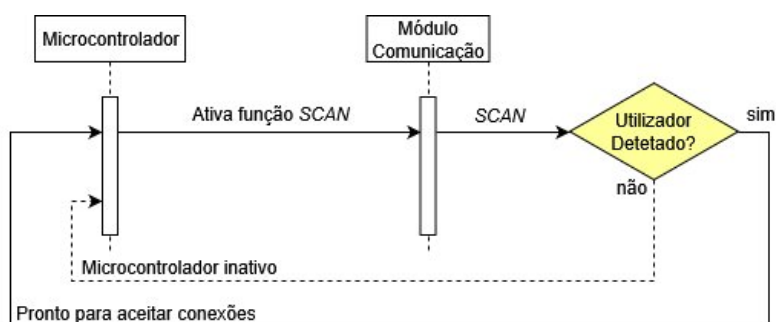 Microcontrolador
Módulo
Comunicação
Ativa função SCAN
SCAN
Utilizador
Detetado?
sim
não
Microcontrolador inativo
Pronto para aceitar conexões